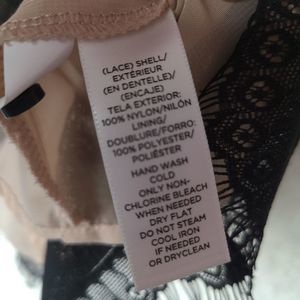 (LACE) SHELL/
EXTÉRIEUR
(EN DENTELLE)/
(ENCAJE)
TELA EXTERIOR:
100% NYLON/NILÓN
LINING/
DOUBLURE/FORRO:
100% POLYESTER/
POLIÉSTER
HAND WASH
COLD
ONLY NON-
CHLORINE BLEACH
WHEN NEEDED
DRY FLAT
DO NOT STEAM
COOL IRON
IF NEEDED
OR DRYCLEAN